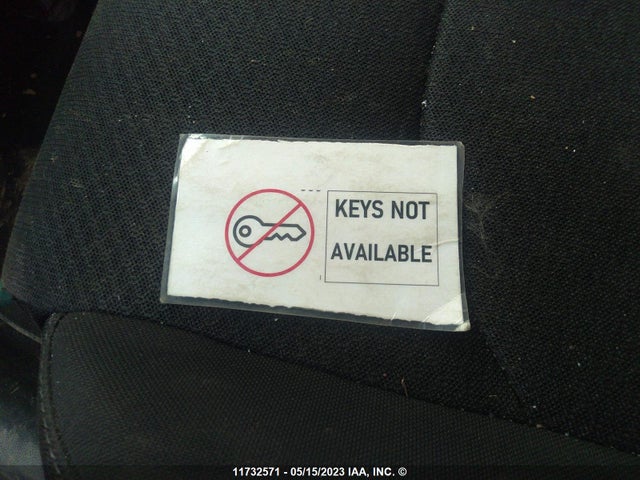 KEYS NOT
AVAILABLE
11732571 - 05/15/2023 IAA, INC. ©